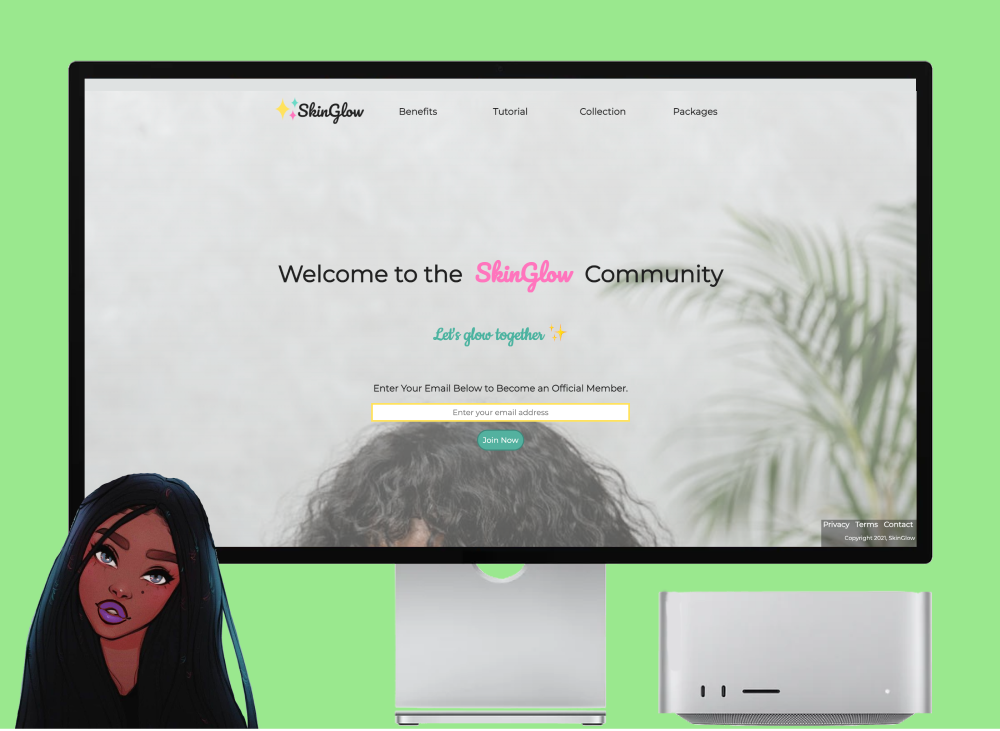 SkinGlow Benefits Tutorial Collection Packages
Welcome to the SkinGlow Community
Let's glow together ✨
Enter Your Email Below to Become an Official Member.
Enter your email address
Join Now
Privacy Terms Contact
Copyright 2021, SkinGlow